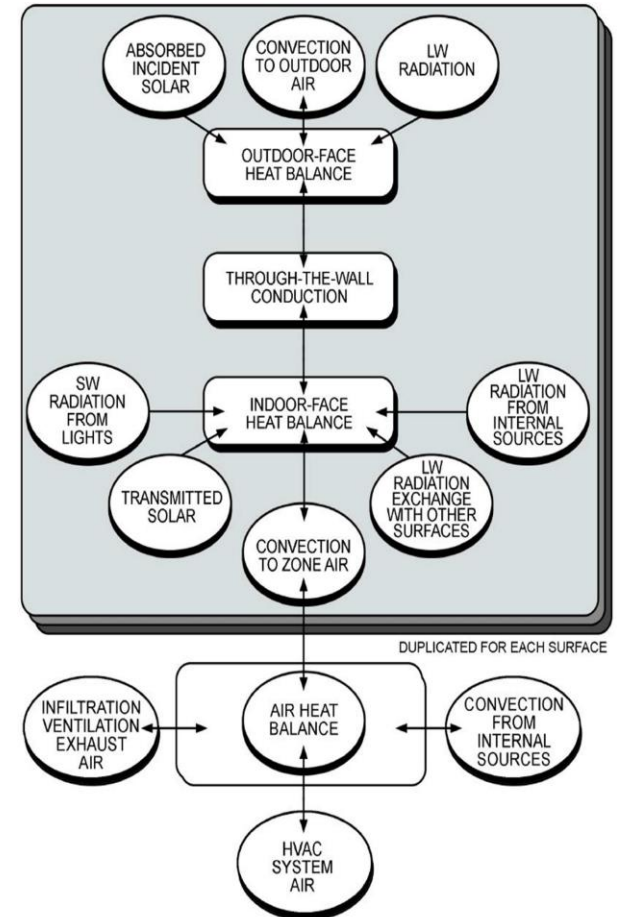 ABSORBED
INCIDENT
SOLAR
CONVECTION
TO OUTDOOR
AIR
LW
RADIATION
OUTDOOR-FACE
HEAT BALANCE
THROUGH-THE-WALL
CONDUCTION
SW
RADIATION
FROM
LIGHTS
INDOOR-FACE
HEAT BALANCE
LW
RADIATION
FROM
INTERNAL
SOURCES
TRANSMITTED
SOLAR
LW
RADIATION
EXCHANGE
WITH OTHER
SURFACES
CONVECTION
TO ZONE AIR
DUPLICATED FOR EACH SURFACE
INFILTRATION
VENTILATION
EXHAUST
AIR
AIR HEAT
BALANCE
CONVECTION
FROM
INTERNAL
SOURCES
HVAC
SYSTEM
AIR